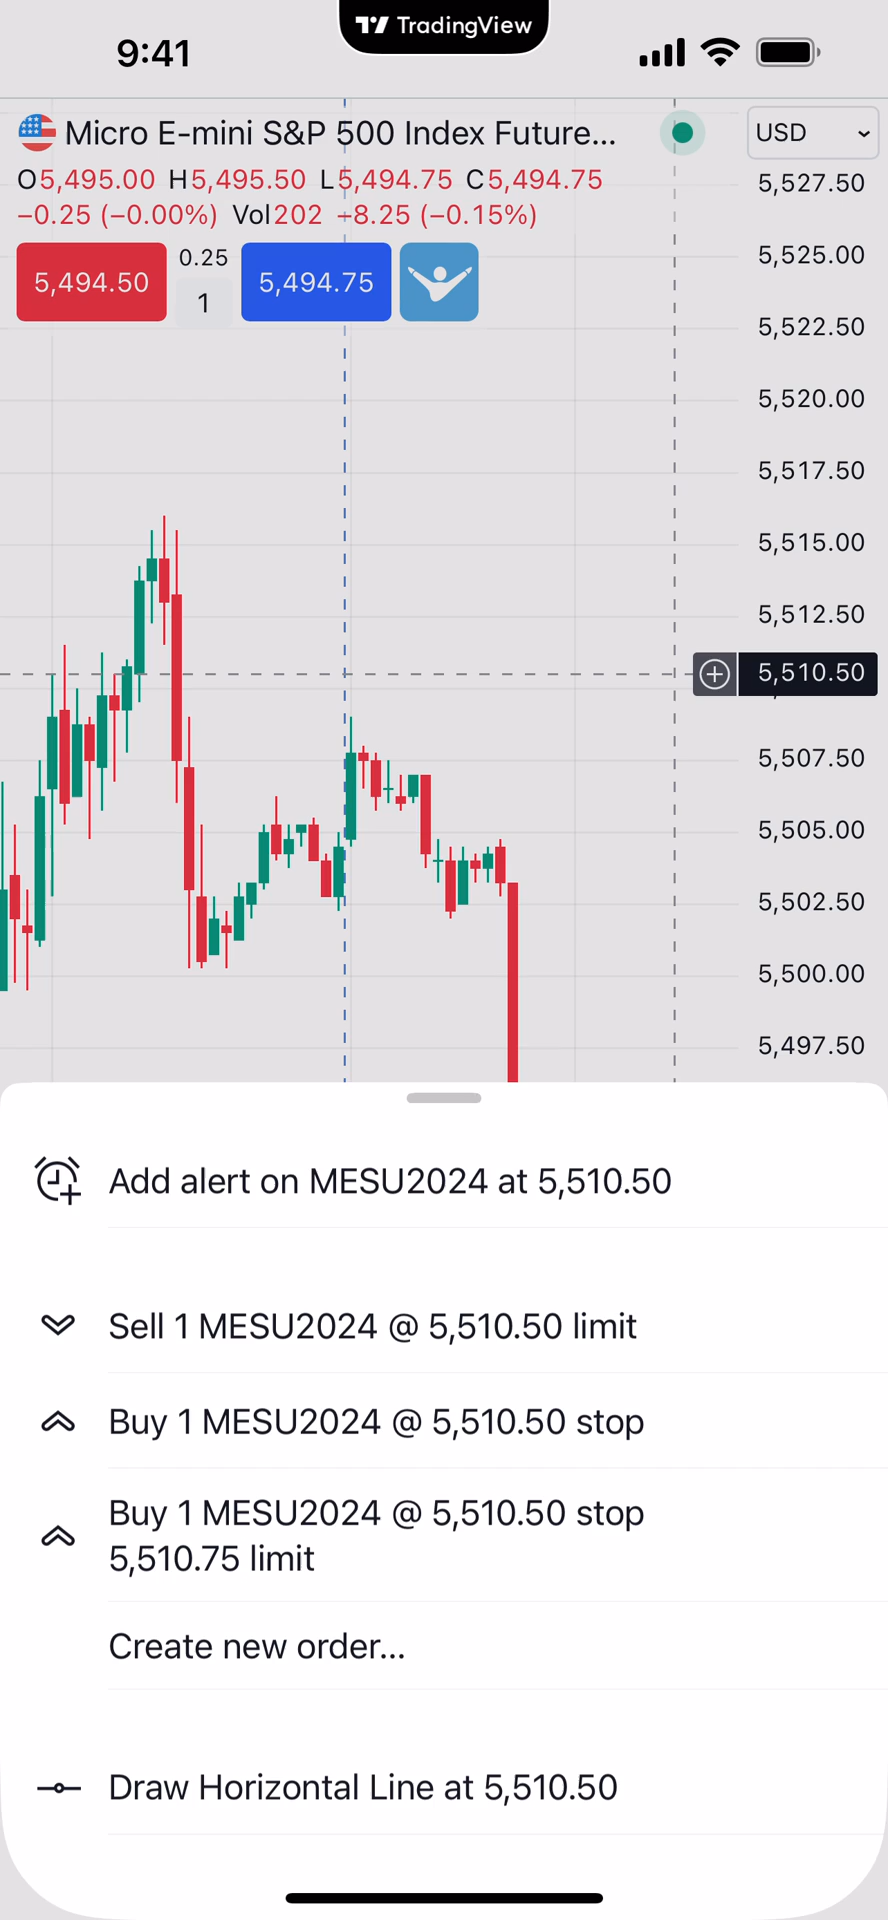 TradingView
9:41
Micro E-mini S&P 500 Index Future...
USD
O5,495.00 H5,495.50 L5,494.75 C5,494.75
−0.25 (−0.00%) Vol202 −8.25 (−0.15%)
5,494.50
0.25
1
5,494.75
5,527.50
5,525.00
5,522.50
5,520.00
5,517.50
5,515.00
5,512.50
5,510.50
5,507.50
5,505.00
5,502.50
5,500.00
5,497.50
Add alert on MESU2024 at 5,510.50
Sell 1 MESU2024 @ 5,510.50 limit
Buy 1 MESU2024 @ 5,510.50 stop
Buy 1 MESU2024 @ 5,510.50 stop
5,510.75 limit
Create new order...
Draw Horizontal Line at 5,510.50